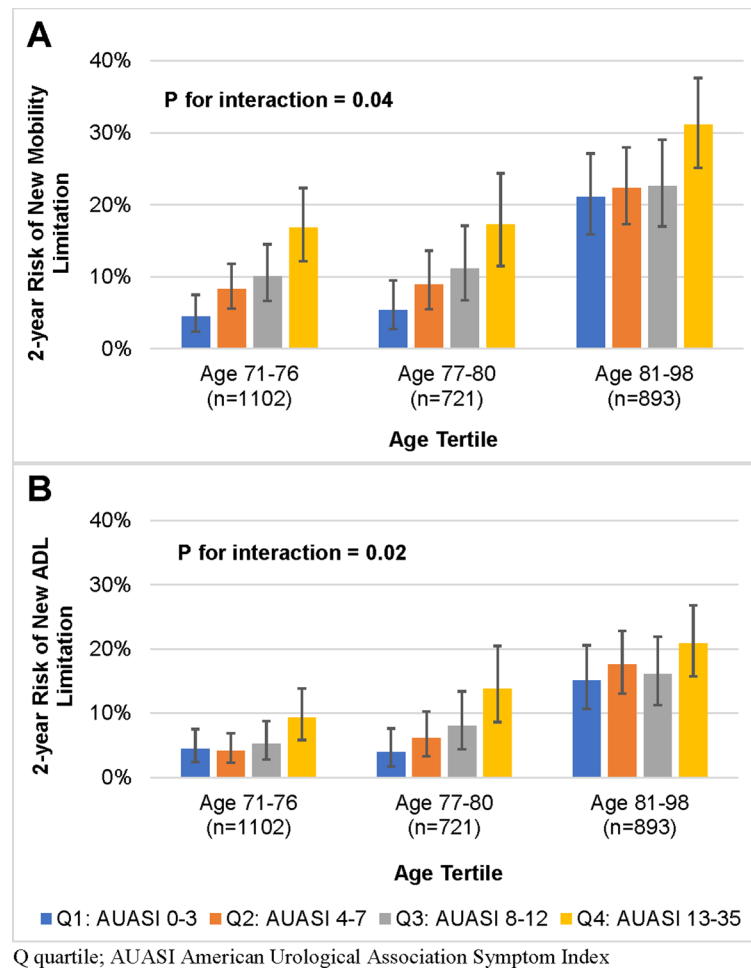 A
2-year Risk of New Mobility
Limitation
40%
30%
20%
10%
0%
P for interaction = 0.04
Age 71-76
(n=1102)
Age 77-80
(n=721)
Age 81-98
(n=893)
Age Tertile
B
2-year Risk of New ADL
Limitation
40%
30%
20%
10%
0%
P for interaction = 0.02
Age 71-76
(n=1102)
Age 77-80
(n=721)
Age 81-98
(n=893)
Age Tertile
Q1: AUASI 0-3 Q2: AUASI 4-7 Q3: AUASI 8-12 Q4: AUASI 13-35
Q quartile; AUASI American Urological Association Symptom Index